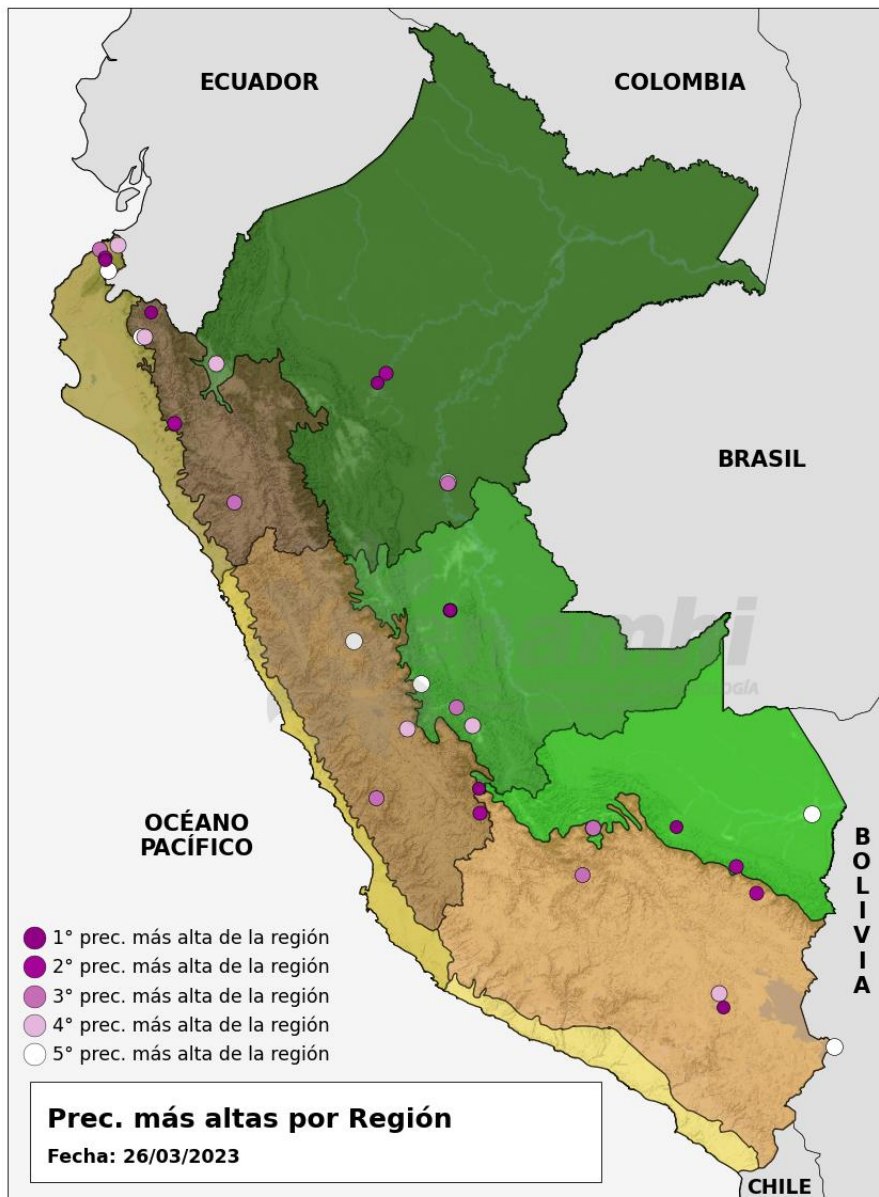 ECUADOR
COLOMBIA
BRASIL
OCÉANO
PACÍFICO
BOLIVIA
1° prec. más alta de la región
2° prec. más alta de la región
3° prec. más alta de la región
4° prec. más alta de la región
5° prec. más alta de la región
Prec. más altas por Región
Fecha: 26/03/2023
CHILE